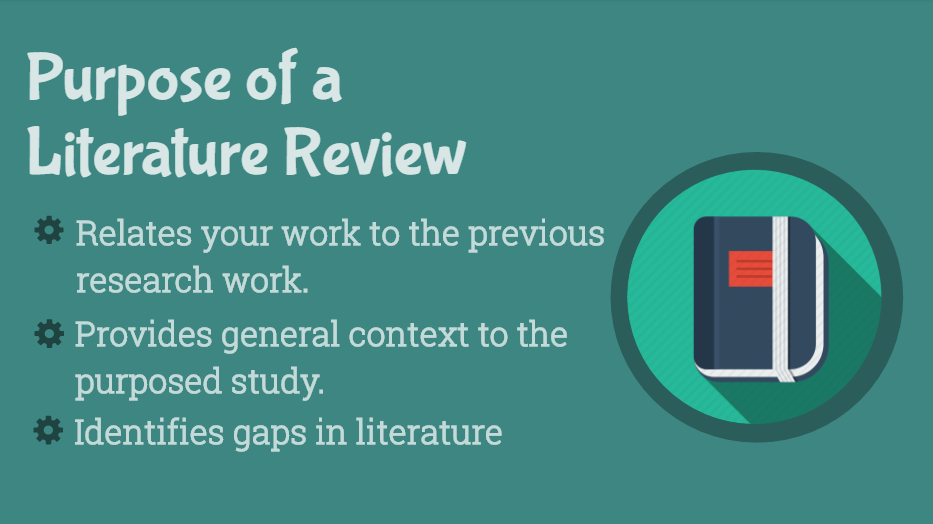 Purpose of a
Literature Review
Relates your work to the previous
research work.
Provides general context to the
purposed study.
Identifies gaps in literature